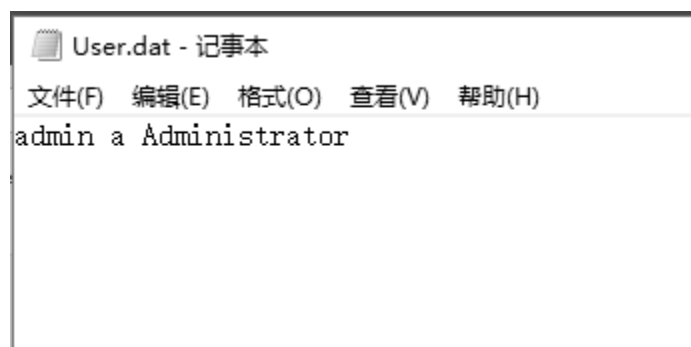 User.dat - 记事本
文件(F) 编辑(E) 格式(O) 查看(V) 帮助(H)
admin a Administrator